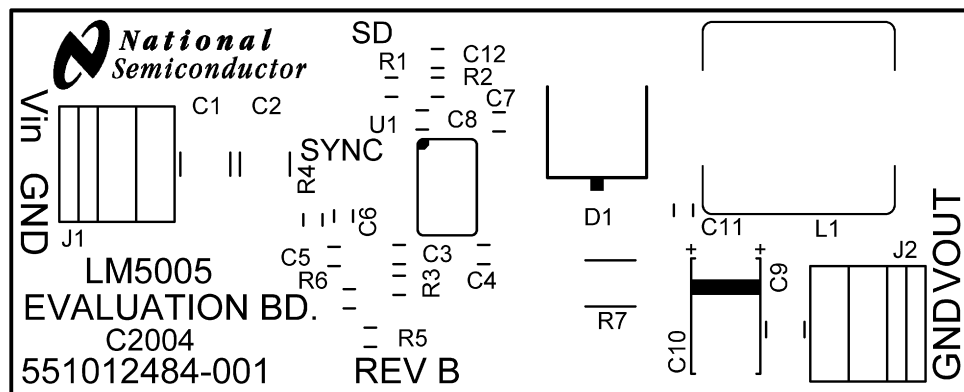 National
Semiconductor
SD
R1
C12
R2
C1
C2
C7
C8
U1
Vin
GND
SYNC
R4
J1
C6
C5
R6
C3
R3
C4
D1
C11
L1
J2
GND VOUT
C9
C10
R7
R5
LM5005
EVALUATION BD.
C2004
551012484-001
REV B